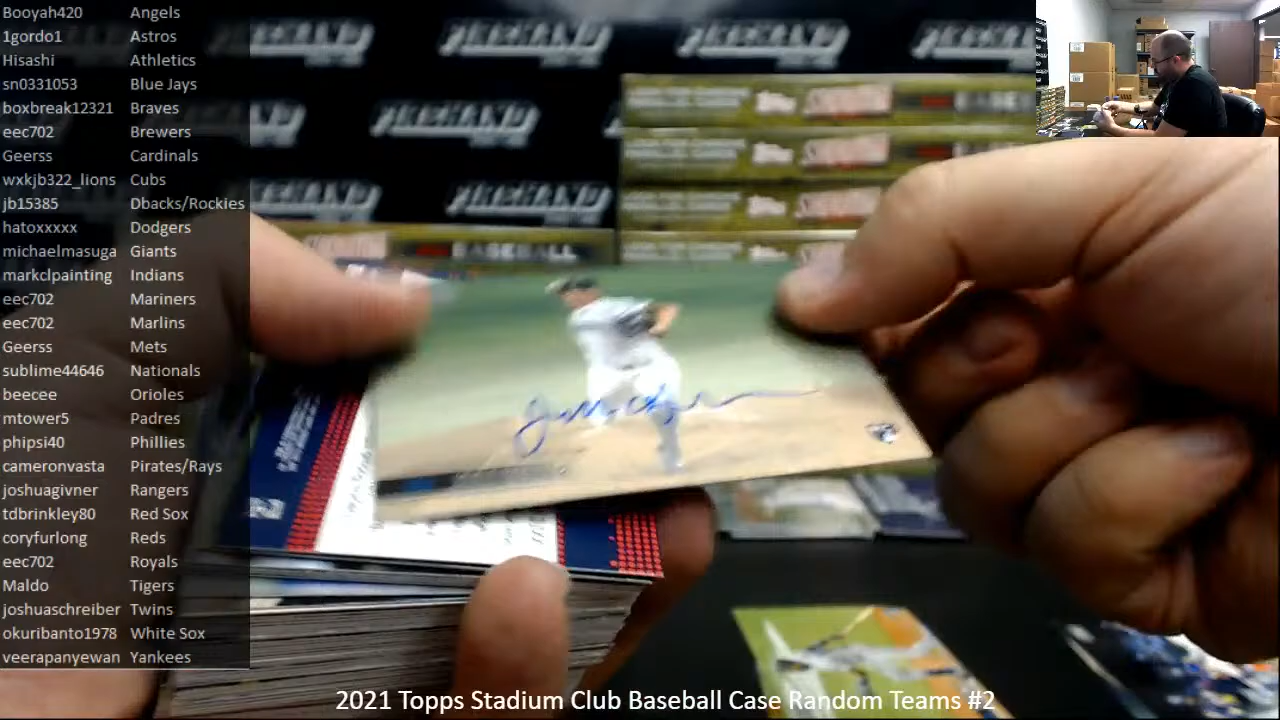 Booyah420 Angels
1gordo1 Astros
Hisashi Athletics
sn0331053 Blue Jays
boxbreak12321 Braves
eec702 Brewers
Geerss Cardinals
wxkjb322_lions Cubs
jb15385 Dbacks/Rockies
hatoxxxxx Dodgers
michaelmasuga Giants
markclpainting Indians
eec702 Mariners
eec702 Marlins
Geerss Mets
sublime44646 Nationals
beecee Orioles
mtower5 Padres
phipsi40 Phillies
cameronvasta Pirates/Rays
joshuagivner Rangers
tdbrinkley80 Red Sox
coryfurlong Reds
eec702 Royals
Maldo Tigers
joshuaschreiber Twins
okuribanto1978 White Sox
veerapanyewan Yankees
BASEBALL
2021 Topps Stadium Club Baseball Case Random Teams #2